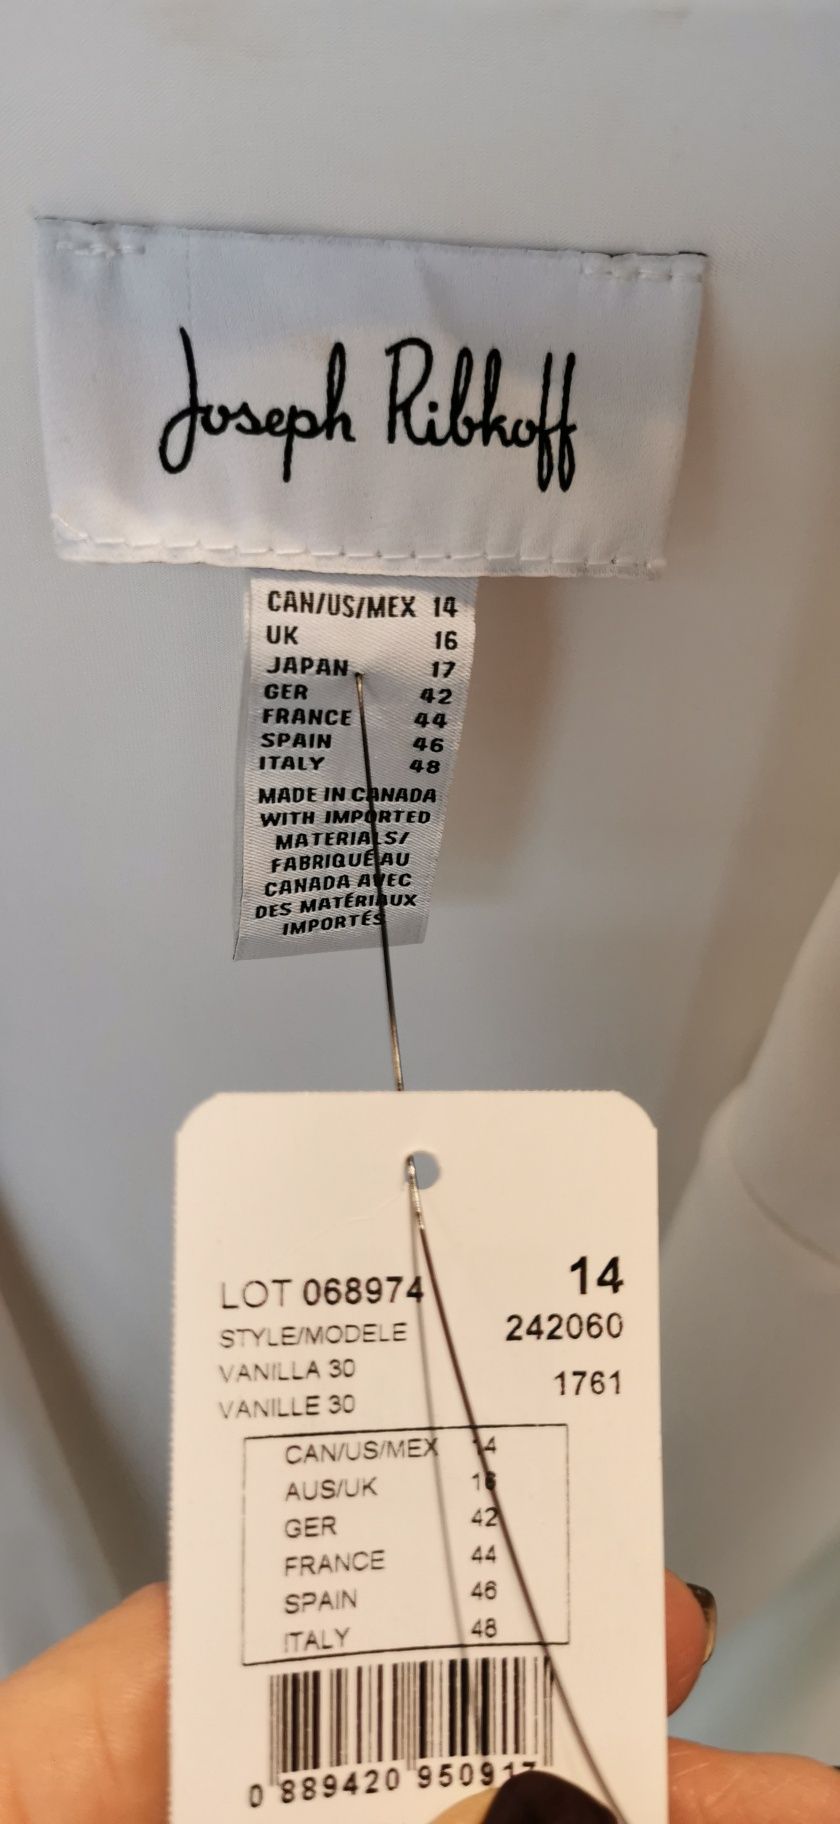 Joseph Ribkoff
CAN/US/MEX 14
UK 16
JAPAN 17
GER 42
FRANCE 44
SPAIN 46
ITALY 48
MADE IN CANADA
WITH IMPORTED
MATERIALS/
FABRIQUÉ AU
CANADA AVEC
DES MATÉRIAUX
IMPORTÉS
LOT 068974 14
STYLE/MODELE 242060
VANILLA 30
VANILLE 30 1761
CAN/US/MEX 14
AUS/UK 16
GER 42
FRANCE 44
SPAIN 46
ITALY 48
0 889420 950917